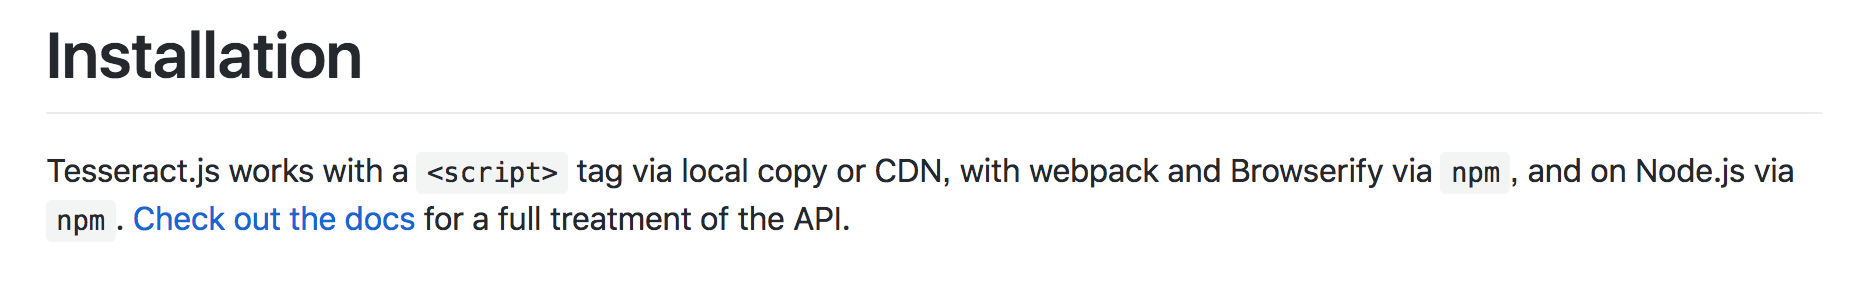 Installation
Tesseract.js works with a <script> tag via local copy or CDN, with webpack and Browserify via npm, and on Node.js via
npm. Check out the docs for a full treatment of the API.